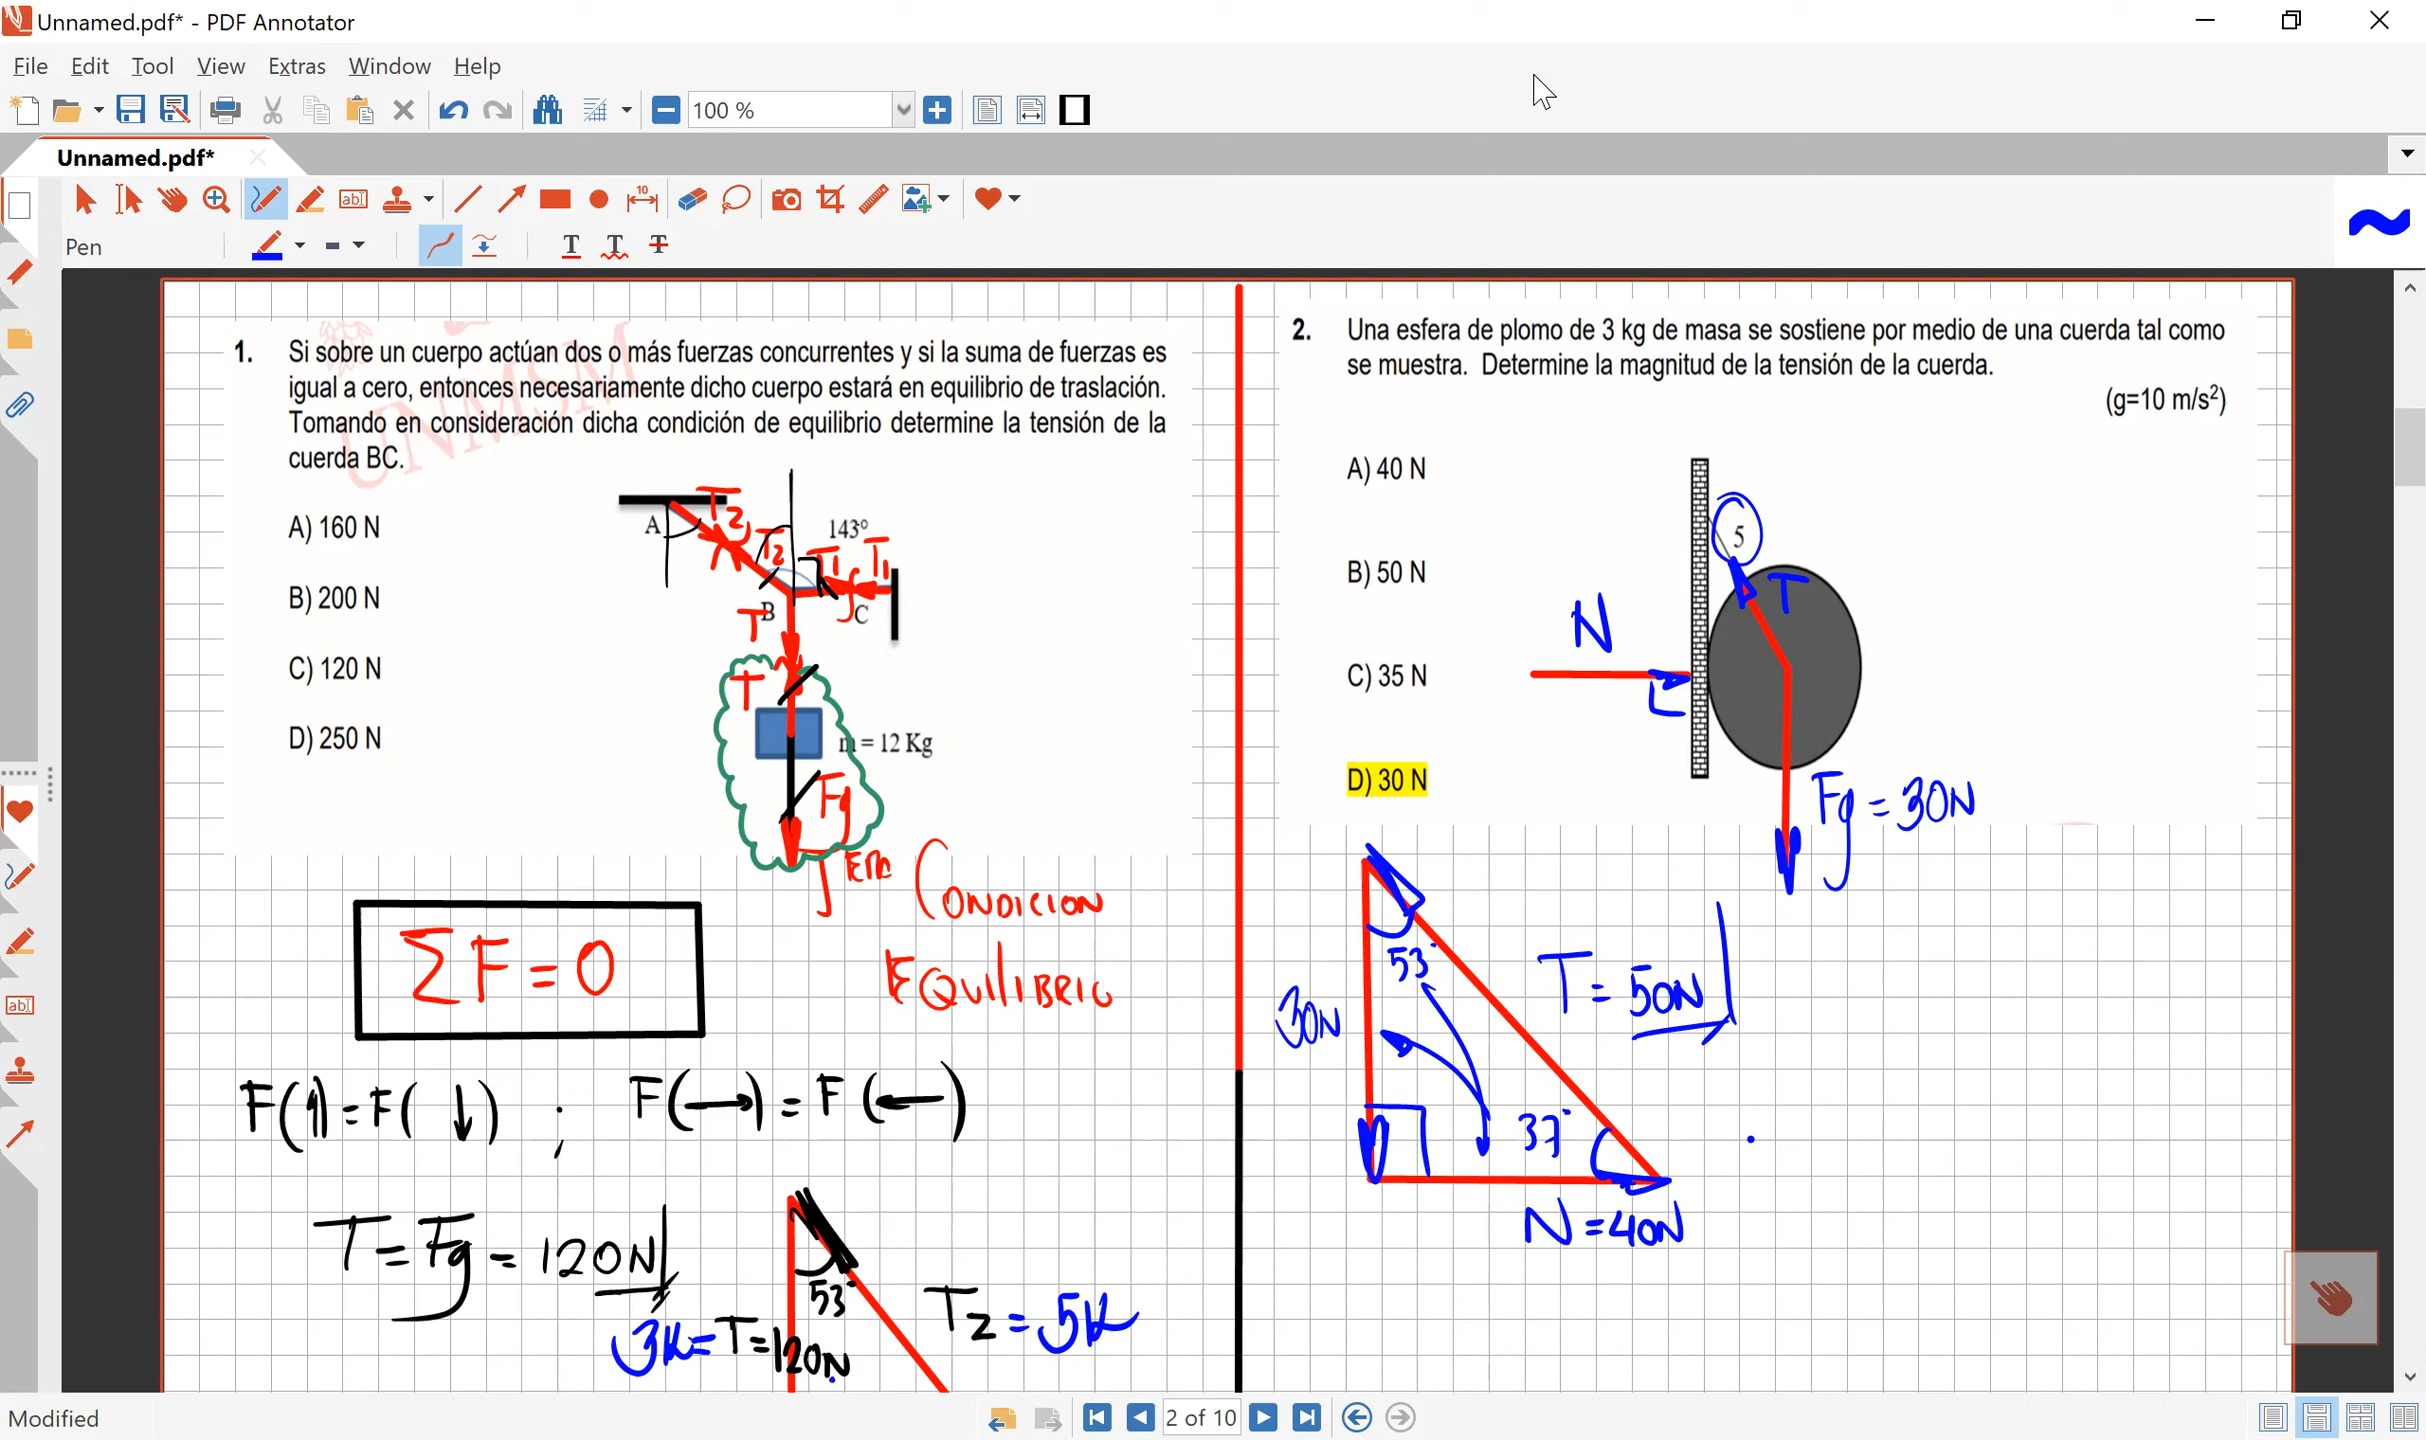 Unnamed.pdf* - PDF Annotator
File Edit Tool View Extras Window Help
100 %
Unnamed.pdf*
Pen
1. Si sobre un cuerpo actúan dos o más fuerzas concurrentes y si la suma de fuerzas es
igual a cero, entonces necesariamente dicho cuerpo estará en equilibrio de traslación.
Tomando en consideración dicha condición de equilibrio determine la tensión de la
cuerda BC.
UNMSM
A) 160 N
B) 200 N
C) 120 N
D) 250 N
A
T2
T2
143°
T1
T1
B
C
T
T
m = 12 Kg
Fg
CONDICION
EQUILIBRIO
ΣF = 0
F(↑) = F(↓) ; F(→) = F(←)
T = Fg = 120N
53°
3k = T = 120N
T2 = 5k
2. Una esfera de plomo de 3 kg de masa se sostiene por medio de una cuerda tal como
se muestra. Determine la magnitud de la tensión de la cuerda.
(g=10 m/s²)
A) 40 N
B) 50 N
C) 35 N
D) 30 N
5
T
N
Fg = 30N
53°
30N
T = 50N
37°
N = 40N
Modified
2 of 10